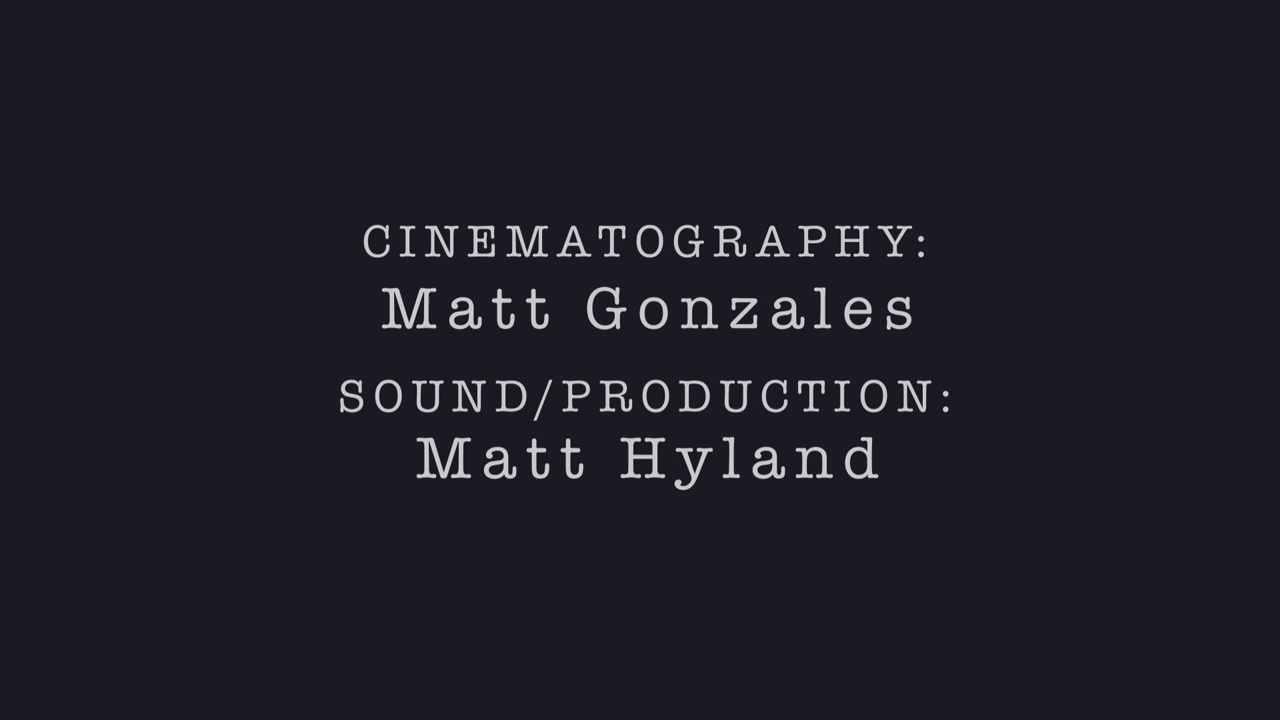 CINEMATOGRAPHY:
Matt Gonzales
SOUND/PRODUCTION:
Matt Hyland